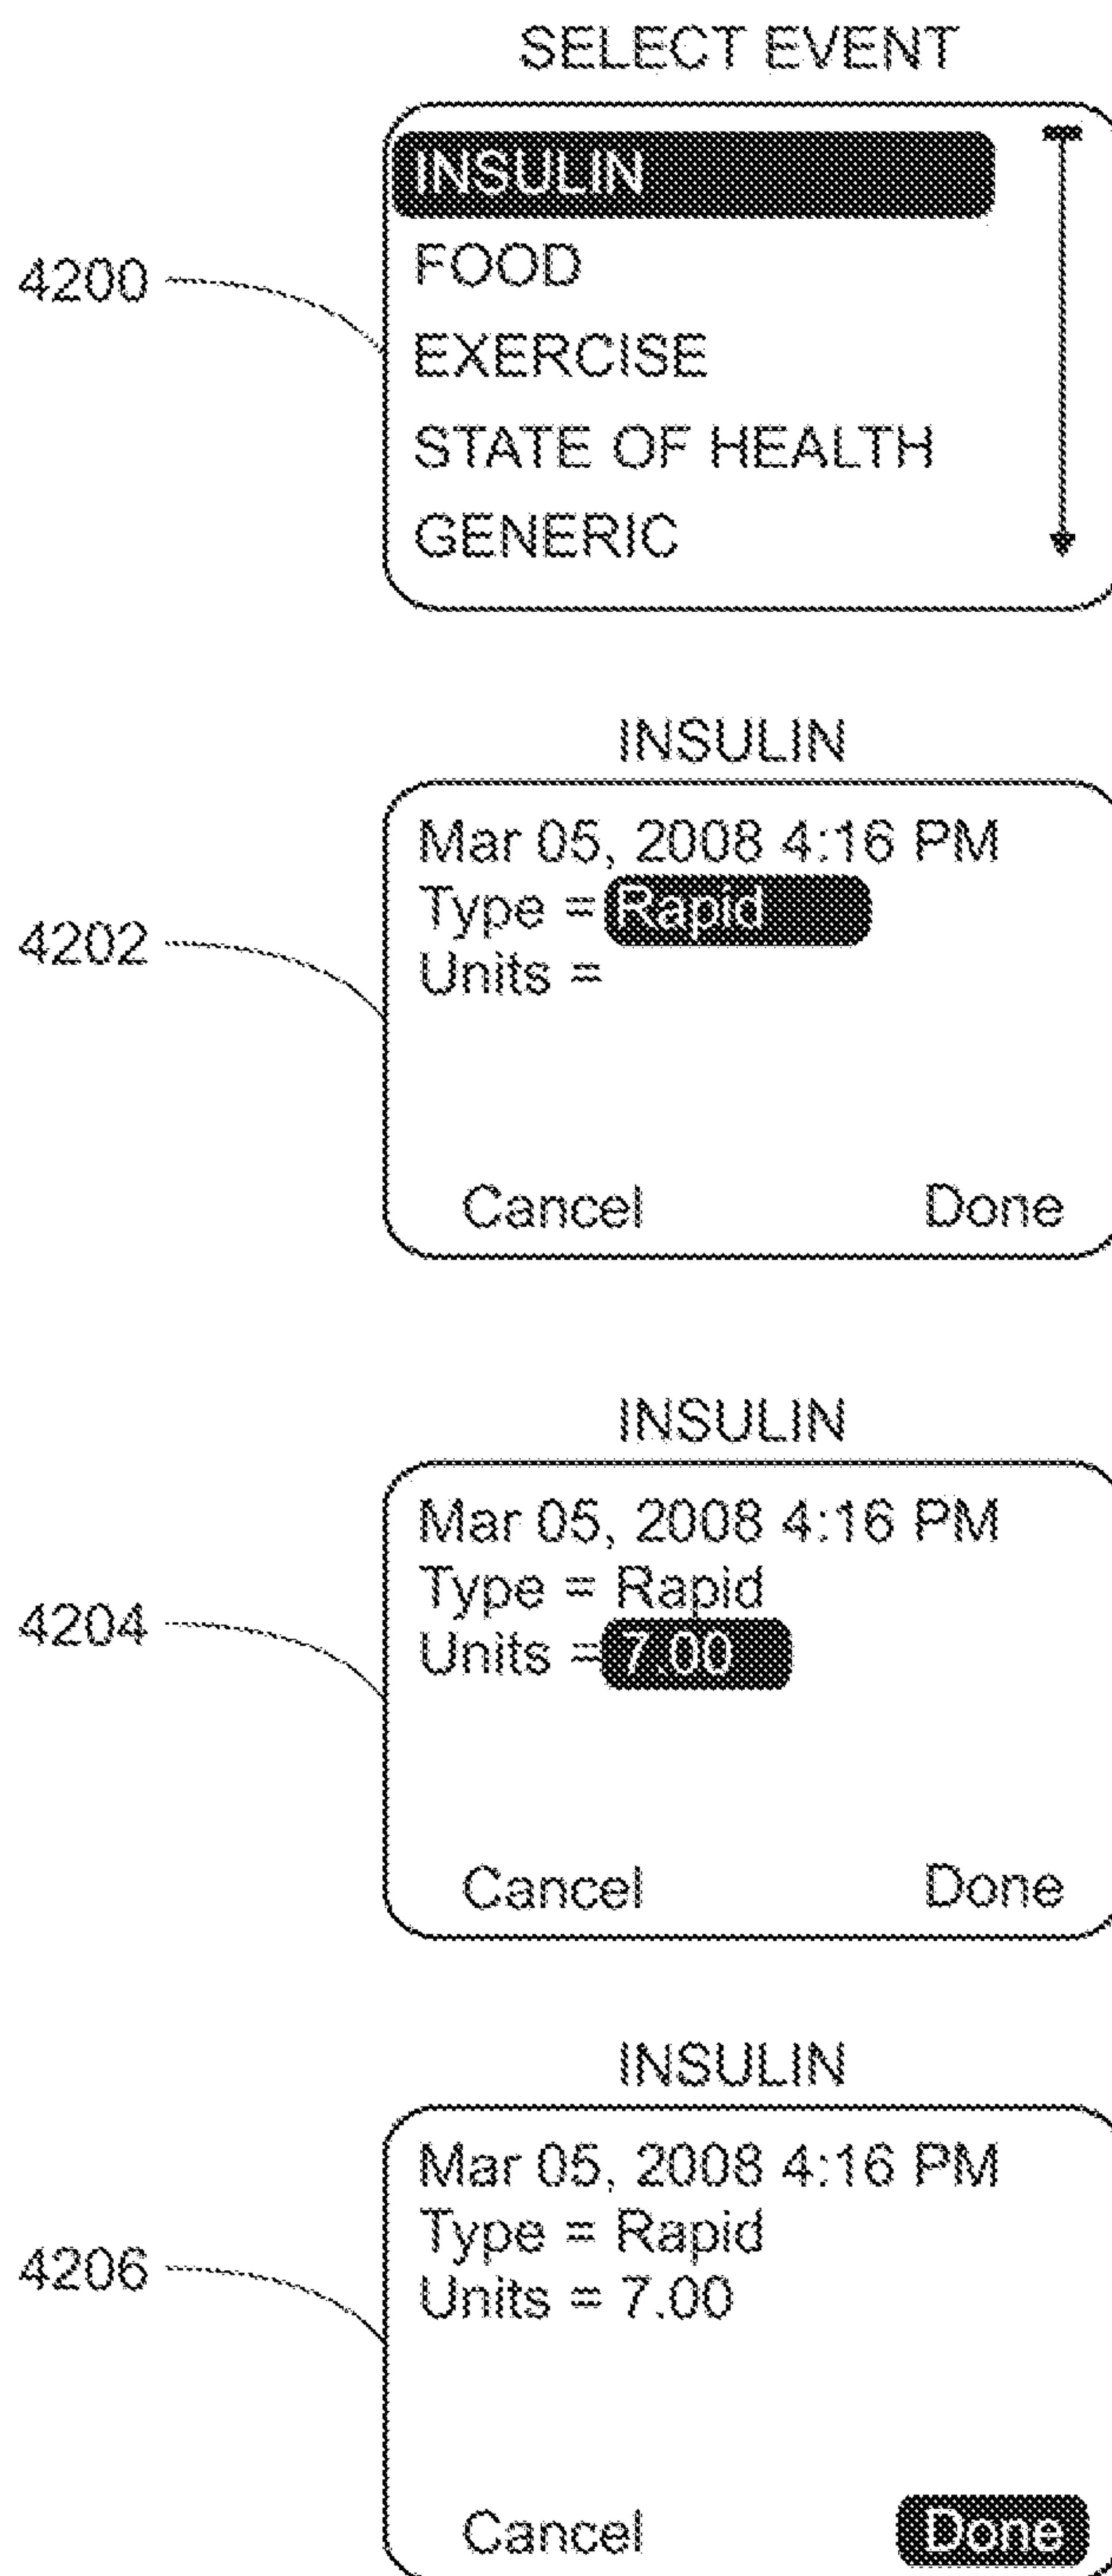 SELECT EVENT
INSULIN
FOOD
4200
EXERCISE
STATE OF HEALTH
GENERIC
INSULIN
Mar 05, 2008 4:16 PM
Type = Rapid
4202
Units =
Cancel Done
INSULIN
Mar 05, 2008 4:16 PM
Type = Rapid
4204
Units = 7.00
Cancel Done
INSULIN
Mar 05, 2008 4:16 PM
Type = Rapid
4206
Units = 7.00
Cancel Done